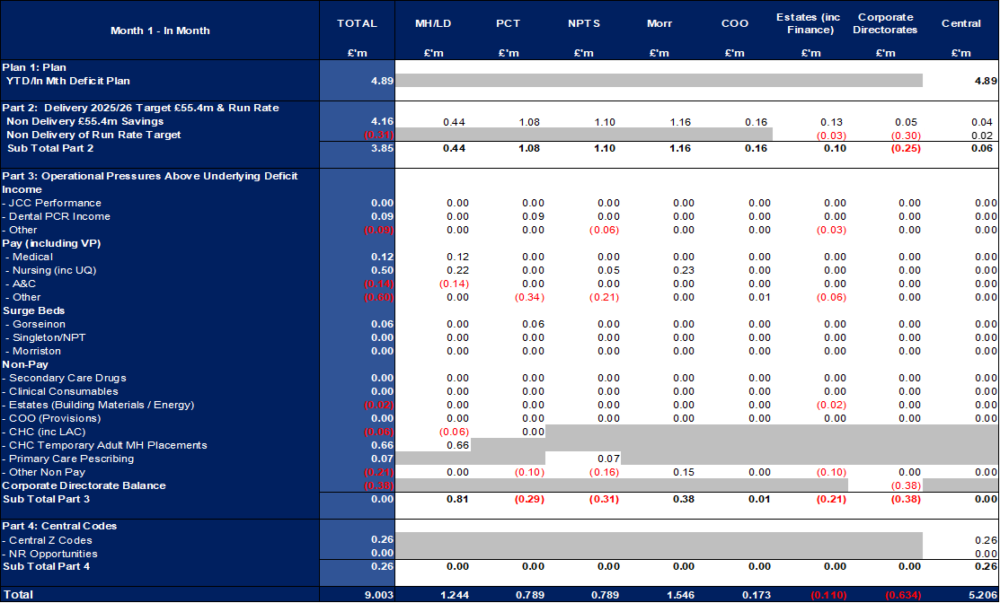 Month 1 - In Month TOTAL MH/LD PCT NPTS Morr COO Estates (inc Finance) Corporate Directorates Central
£'m £'m £'m £'m £'m £'m £'m £'m £'m
Plan 1: Plan
YTD/In Mth Deficit Plan 4.89 4.89
Part 2: Delivery 2025/26 Target £55.4m & Run Rate
Non Delivery £55.4m Savings 4.16 0.44 1.08 1.10 1.16 0.16 0.13 0.05 0.04
Non Delivery of Run Rate Target (0.31) (0.03) (0.30) 0.02
Sub Total Part 2 3.85 0.44 1.08 1.10 1.16 0.16 0.10 (0.25) 0.06
Part 3: Operational Pressures Above Underlying Deficit
Income
- JCC Performance 0.00 0.00 0.00 0.00 0.00 0.00 0.00 0.00 0.00
- Dental PCR Income 0.09 0.00 0.09 0.00 0.00 0.00 0.00 0.00 0.00
- Other (0.09) 0.00 0.00 (0.06) 0.00 0.00 (0.03) 0.00 0.00
Pay (including VP)
- Medical 0.12 0.12 0.00 0.00 0.00 0.00 0.00 0.00 0.00
- Nursing (inc UQ) 0.50 0.22 0.00 0.05 0.23 0.00 0.00 0.00 0.00
- A&C (0.14) (0.14) 0.00 0.00 0.00 0.00 0.00 0.00 0.00
- Other (0.60) 0.00 (0.34) (0.21) 0.00 0.01 (0.06) 0.00 0.00
Surge Beds
- Gorseinon 0.06 0.00 0.06 0.00 0.00 0.00 0.00 0.00 0.00
- Singleton/NPT 0.00 0.00 0.00 0.00 0.00 0.00 0.00 0.00 0.00
- Morriston 0.00 0.00 0.00 0.00 0.00 0.00 0.00 0.00 0.00
Non-Pay
- Secondary Care Drugs 0.00 0.00 0.00 0.00 0.00 0.00 0.00 0.00 0.00
- Clinical Consumables 0.00 0.00 0.00 0.00 0.00 0.00 0.00 0.00 0.00
- Estates (Building Materials / Energy) (0.02) 0.00 0.00 0.00 0.00 0.00 (0.02) 0.00 0.00
- COO (Provisions) 0.00 0.00 0.00 0.00 0.00 0.00 0.00 0.00 0.00
- CHC (inc LAC) (0.06) (0.06) 0.00
- CHC Temporary Adult MH Placements 0.66 0.66
- Primary Care Pescribing 0.07 0.07
- Other Non Pay (0.21) 0.00 (0.10) (0.16) 0.15 0.00 (0.10) 0.00 0.00
Corporate Directorate Balance (0.38) (0.38)
Sub Total Part 3 0.00 0.81 (0.29) (0.31) 0.38 0.01 (0.21) (0.38) 0.00
Part 4: Central Codes
- Central Z Codes 0.26 0.26
- NR Opportunities 0.00 0.00
Sub Total Part 4 0.26 0.00 0.00 0.00 0.00 0.00 0.00 0.00 0.26
Total 9.003 1.244 0.789 0.789 1.546 0.173 (0.110) (0.634) 5.206